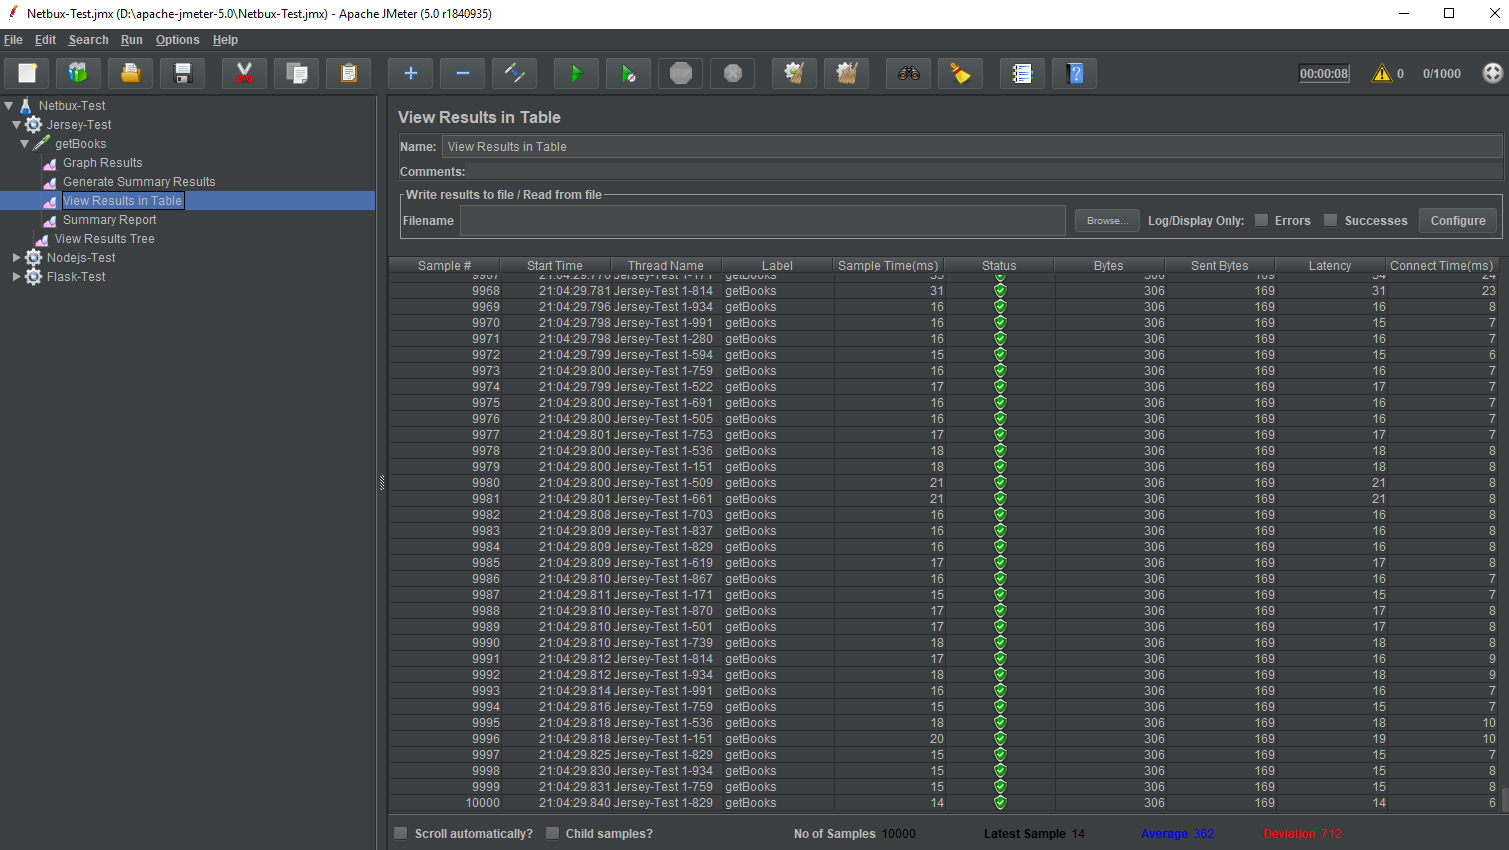 Netbux-Test.jmx (D:\apache-jmeter-5.0\Netbux-Test.jmx) - Apache JMeter (5.0 r1840935)
File Edit Search Run Options Help
STOP 00:00:08 0 0/1000
Netbux-Test
Jersey-Test
getBooks
Graph Results
Generate Summary Results
View Results in Table
Summary Report
View Results Tree
Nodejs-Test
Flask-Test
View Results in Table
Name: View Results in Table
Comments:
Write results to file / Read from file
Filename Browse... Log/Display Only: Errors Successes Configure
Sample # Start Time Thread Name Label Sample Time(ms) Status Bytes Sent Bytes Latency Connect Time(ms)
9967 21:04:29.776 Jersey-Test 1-171 getBooks 35 306 169 34 24
9968 21:04:29.781 Jersey-Test 1-814 getBooks 31 306 169 31 23
9969 21:04:29.796 Jersey-Test 1-934 getBooks 16 306 169 16 8
9970 21:04:29.798 Jersey-Test 1-991 getBooks 16 306 169 15 7
9971 21:04:29.798 Jersey-Test 1-280 getBooks 16 306 169 16 7
9972 21:04:29.799 Jersey-Test 1-594 getBooks 15 306 169 15 6
9973 21:04:29.800 Jersey-Test 1-759 getBooks 16 306 169 16 7
9974 21:04:29.799 Jersey-Test 1-522 getBooks 17 306 169 17 7
9975 21:04:29.800 Jersey-Test 1-691 getBooks 16 306 169 16 7
9976 21:04:29.800 Jersey-Test 1-505 getBooks 16 306 169 16 7
9977 21:04:29.801 Jersey-Test 1-753 getBooks 17 306 169 17 7
9978 21:04:29.800 Jersey-Test 1-536 getBooks 18 306 169 18 8
9979 21:04:29.800 Jersey-Test 1-151 getBooks 18 306 169 18 8
9980 21:04:29.800 Jersey-Test 1-509 getBooks 21 306 169 21 8
9981 21:04:29.801 Jersey-Test 1-661 getBooks 21 306 169 21 8
9982 21:04:29.808 Jersey-Test 1-703 getBooks 16 306 169 16 8
9983 21:04:29.809 Jersey-Test 1-837 getBooks 16 306 169 16 8
9984 21:04:29.809 Jersey-Test 1-829 getBooks 16 306 169 16 8
9985 21:04:29.809 Jersey-Test 1-619 getBooks 17 306 169 17 8
9986 21:04:29.810 Jersey-Test 1-867 getBooks 16 306 169 16 7
9987 21:04:29.811 Jersey-Test 1-171 getBooks 15 306 169 15 7
9988 21:04:29.810 Jersey-Test 1-870 getBooks 17 306 169 17 8
9989 21:04:29.810 Jersey-Test 1-501 getBooks 17 306 169 17 8
9990 21:04:29.810 Jersey-Test 1-739 getBooks 18 306 169 18 8
9991 21:04:29.812 Jersey-Test 1-814 getBooks 17 306 169 16 9
9992 21:04:29.812 Jersey-Test 1-934 getBooks 18 306 169 18 9
9993 21:04:29.814 Jersey-Test 1-991 getBooks 16 306 169 16 7
9994 21:04:29.816 Jersey-Test 1-759 getBooks 15 306 169 15 7
9995 21:04:29.818 Jersey-Test 1-536 getBooks 18 306 169 18 10
9996 21:04:29.818 Jersey-Test 1-151 getBooks 20 306 169 19 10
9997 21:04:29.825 Jersey-Test 1-829 getBooks 15 306 169 15 7
9998 21:04:29.830 Jersey-Test 1-934 getBooks 15 306 169 15 8
9999 21:04:29.831 Jersey-Test 1-759 getBooks 15 306 169 15 8
10000 21:04:29.840 Jersey-Test 1-829 getBooks 14 306 169 14 6
Scroll automatically? Child samples? No of Samples 10000 Latest Sample 14 Average 362 Deviation 712